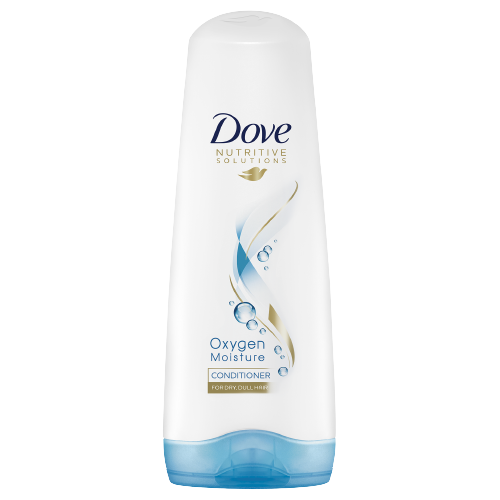 Dove
NUTRITIVE
SOLUTIONS
Oxygen
Moisture
CONDITIONER
FOR DRY, DULL HAIR